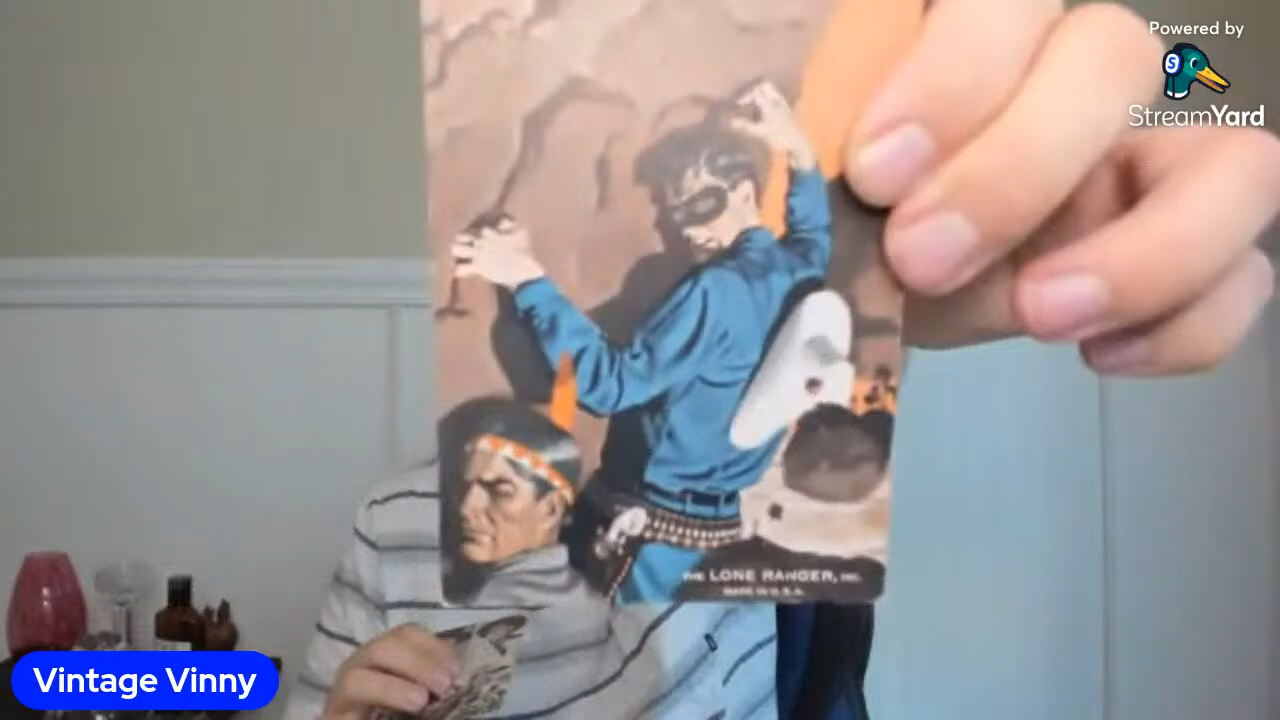 Powered by
StreamYard
THE LONE RANGER, INC.
MADE IN U.S.A.
Vintage Vinny